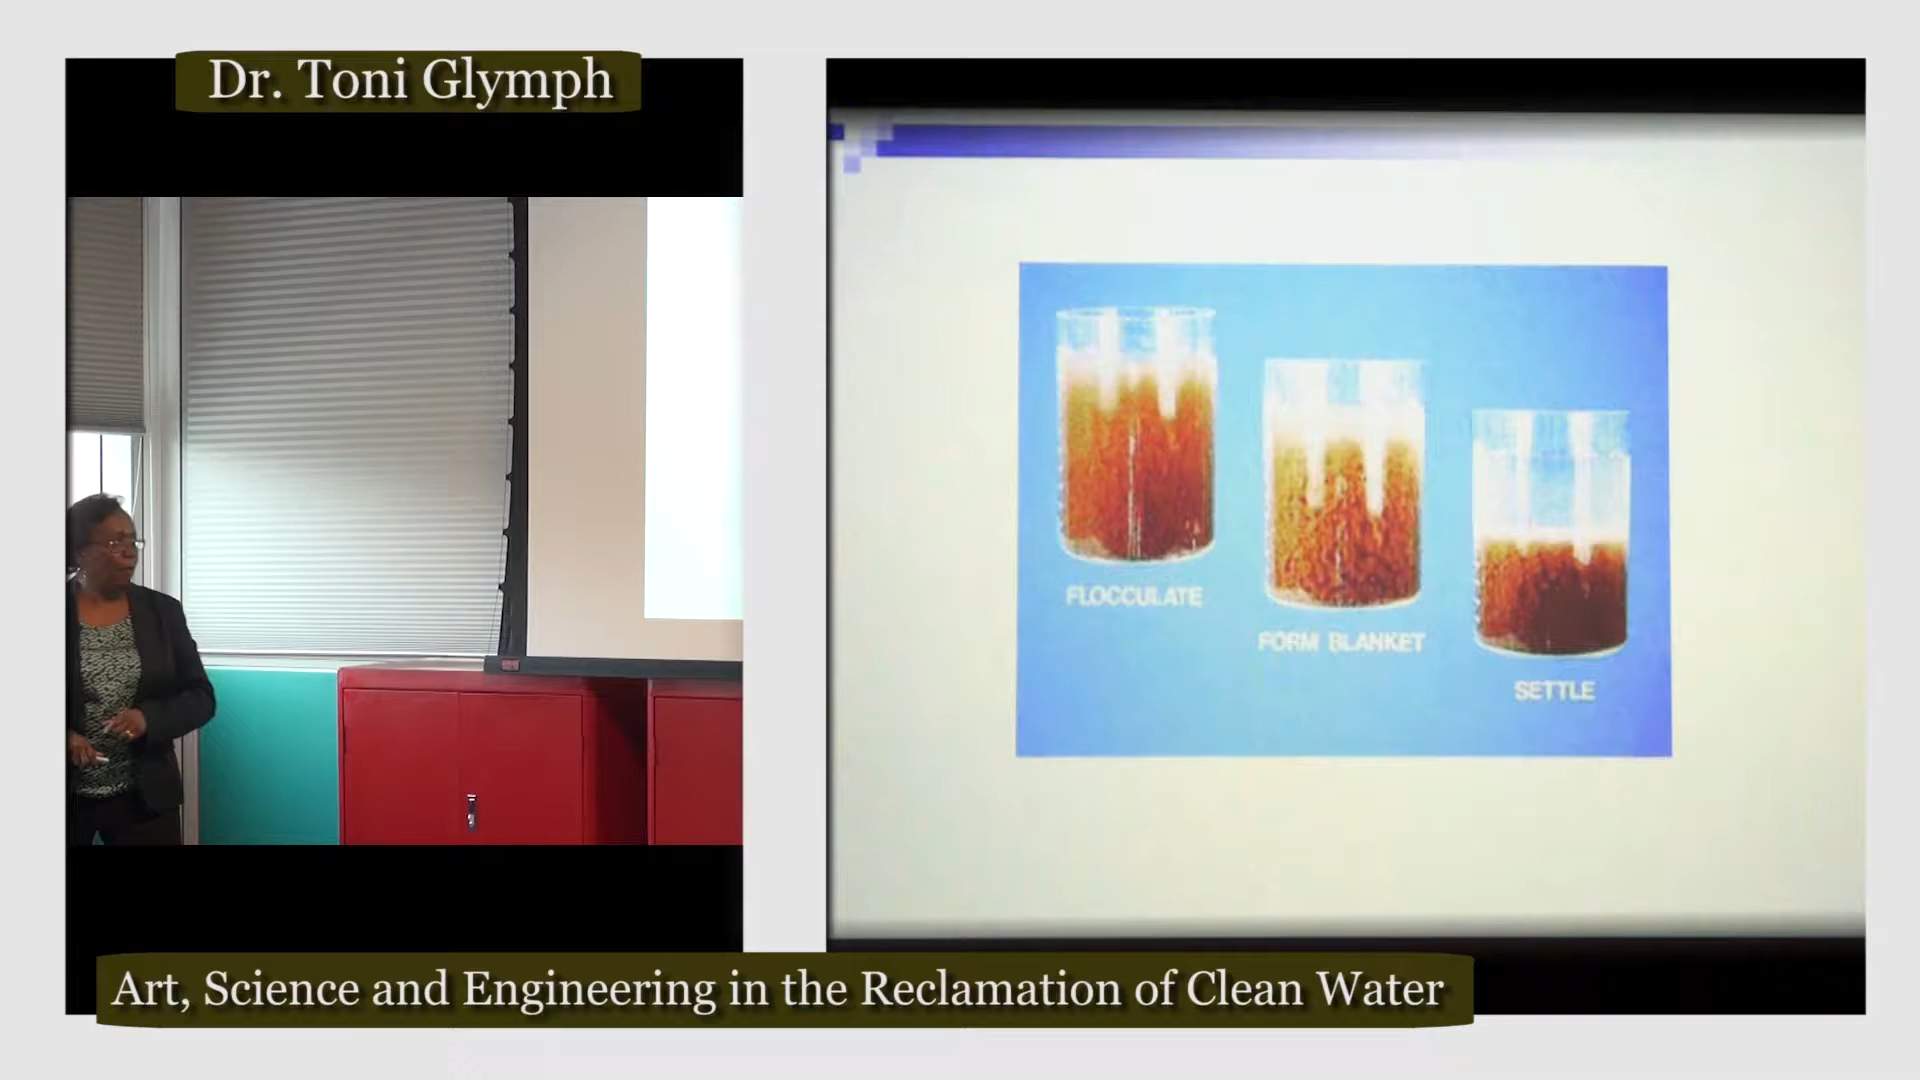 Dr. Toni Glymph
FLOCCULATE
FORM BLANKET
SETTLE
Art, Science and Engineering in the Reclamation of Clean Water